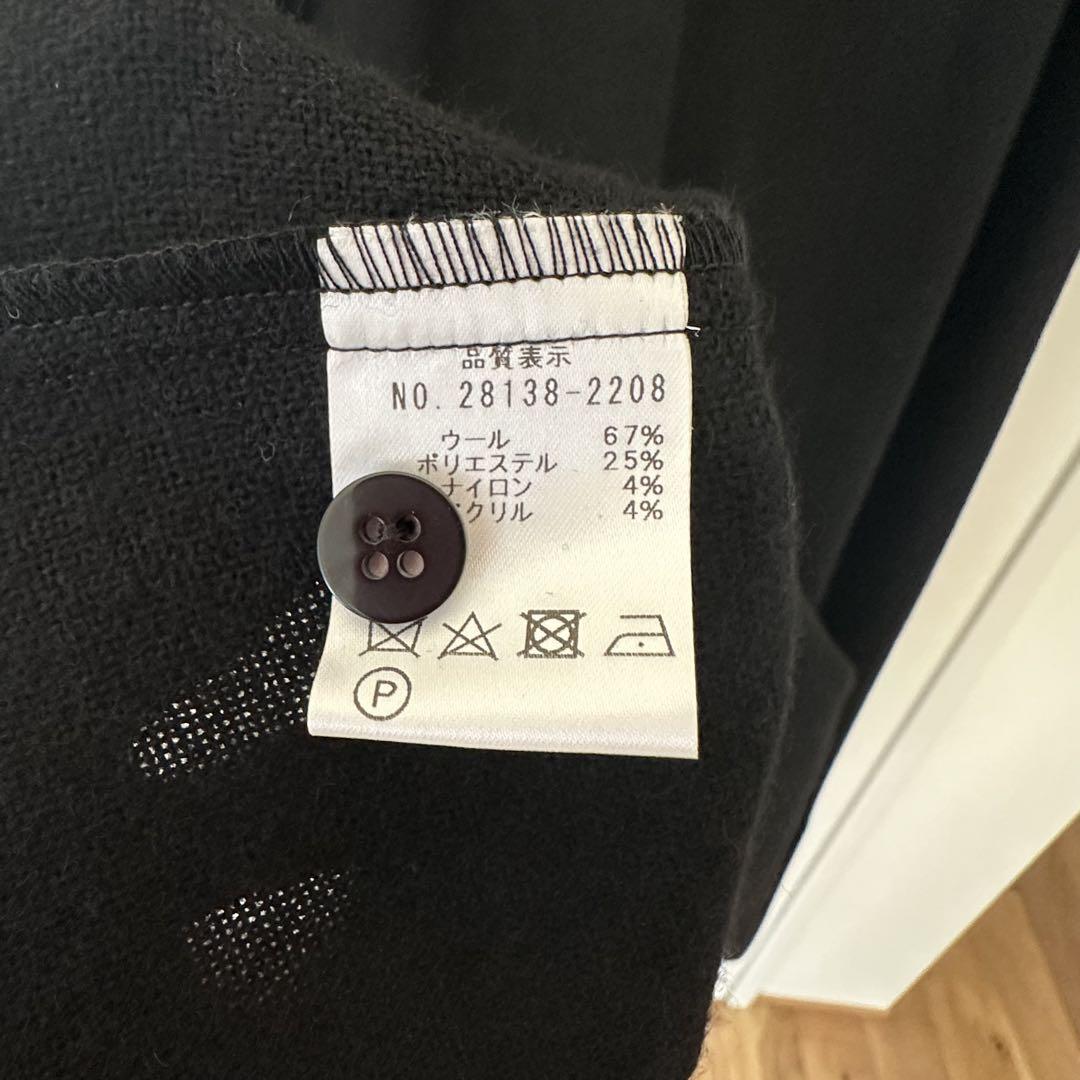 品質表示
NO. 28138-2208
ウール 67%
ポリエステル 25%
ナイロン 4%
クリル 4%
P